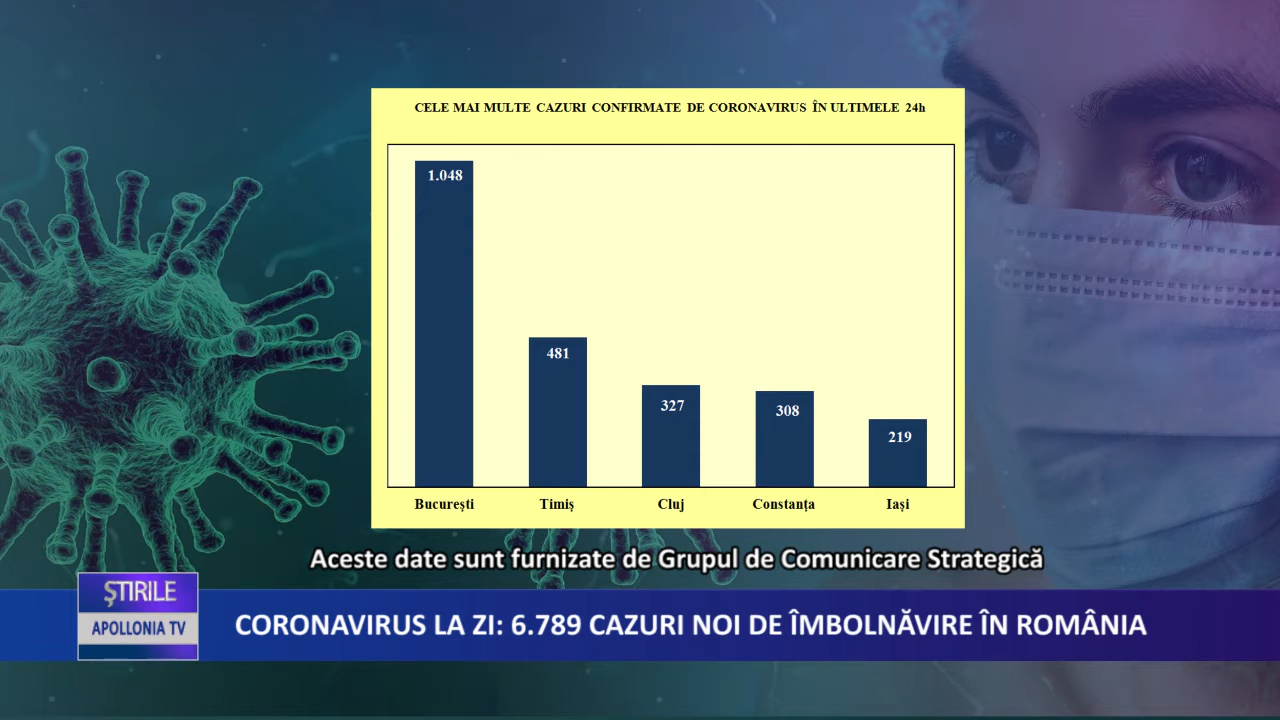 CELE MAI MULTE CAZURI CONFIRMATE DE CORONAVIRUS ÎN ULTIMELE 24h
1.048
481
327
308
219
București
Timiș
Cluj
Constanța
Iași
Aceste date sunt furnizate de Grupul de Comunicare Strategică
ŞTIRILE
APOLLONIA TV
CORONAVIRUS LA ZI: 6.789 CAZURI NOI DE ÎMBOLNĂVIRE ÎN ROMÂNIA